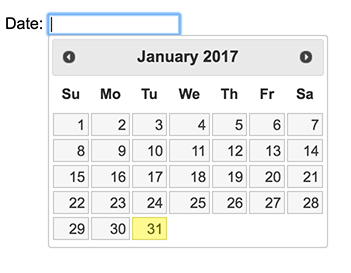 Date:
January 2017
Su Mo Tu We Th Fr Sa
1 2 3 4 5 6 7
8 9 10 11 12 13 14
15 16 17 18 19 20 21
22 23 24 25 26 27 28
29 30 31